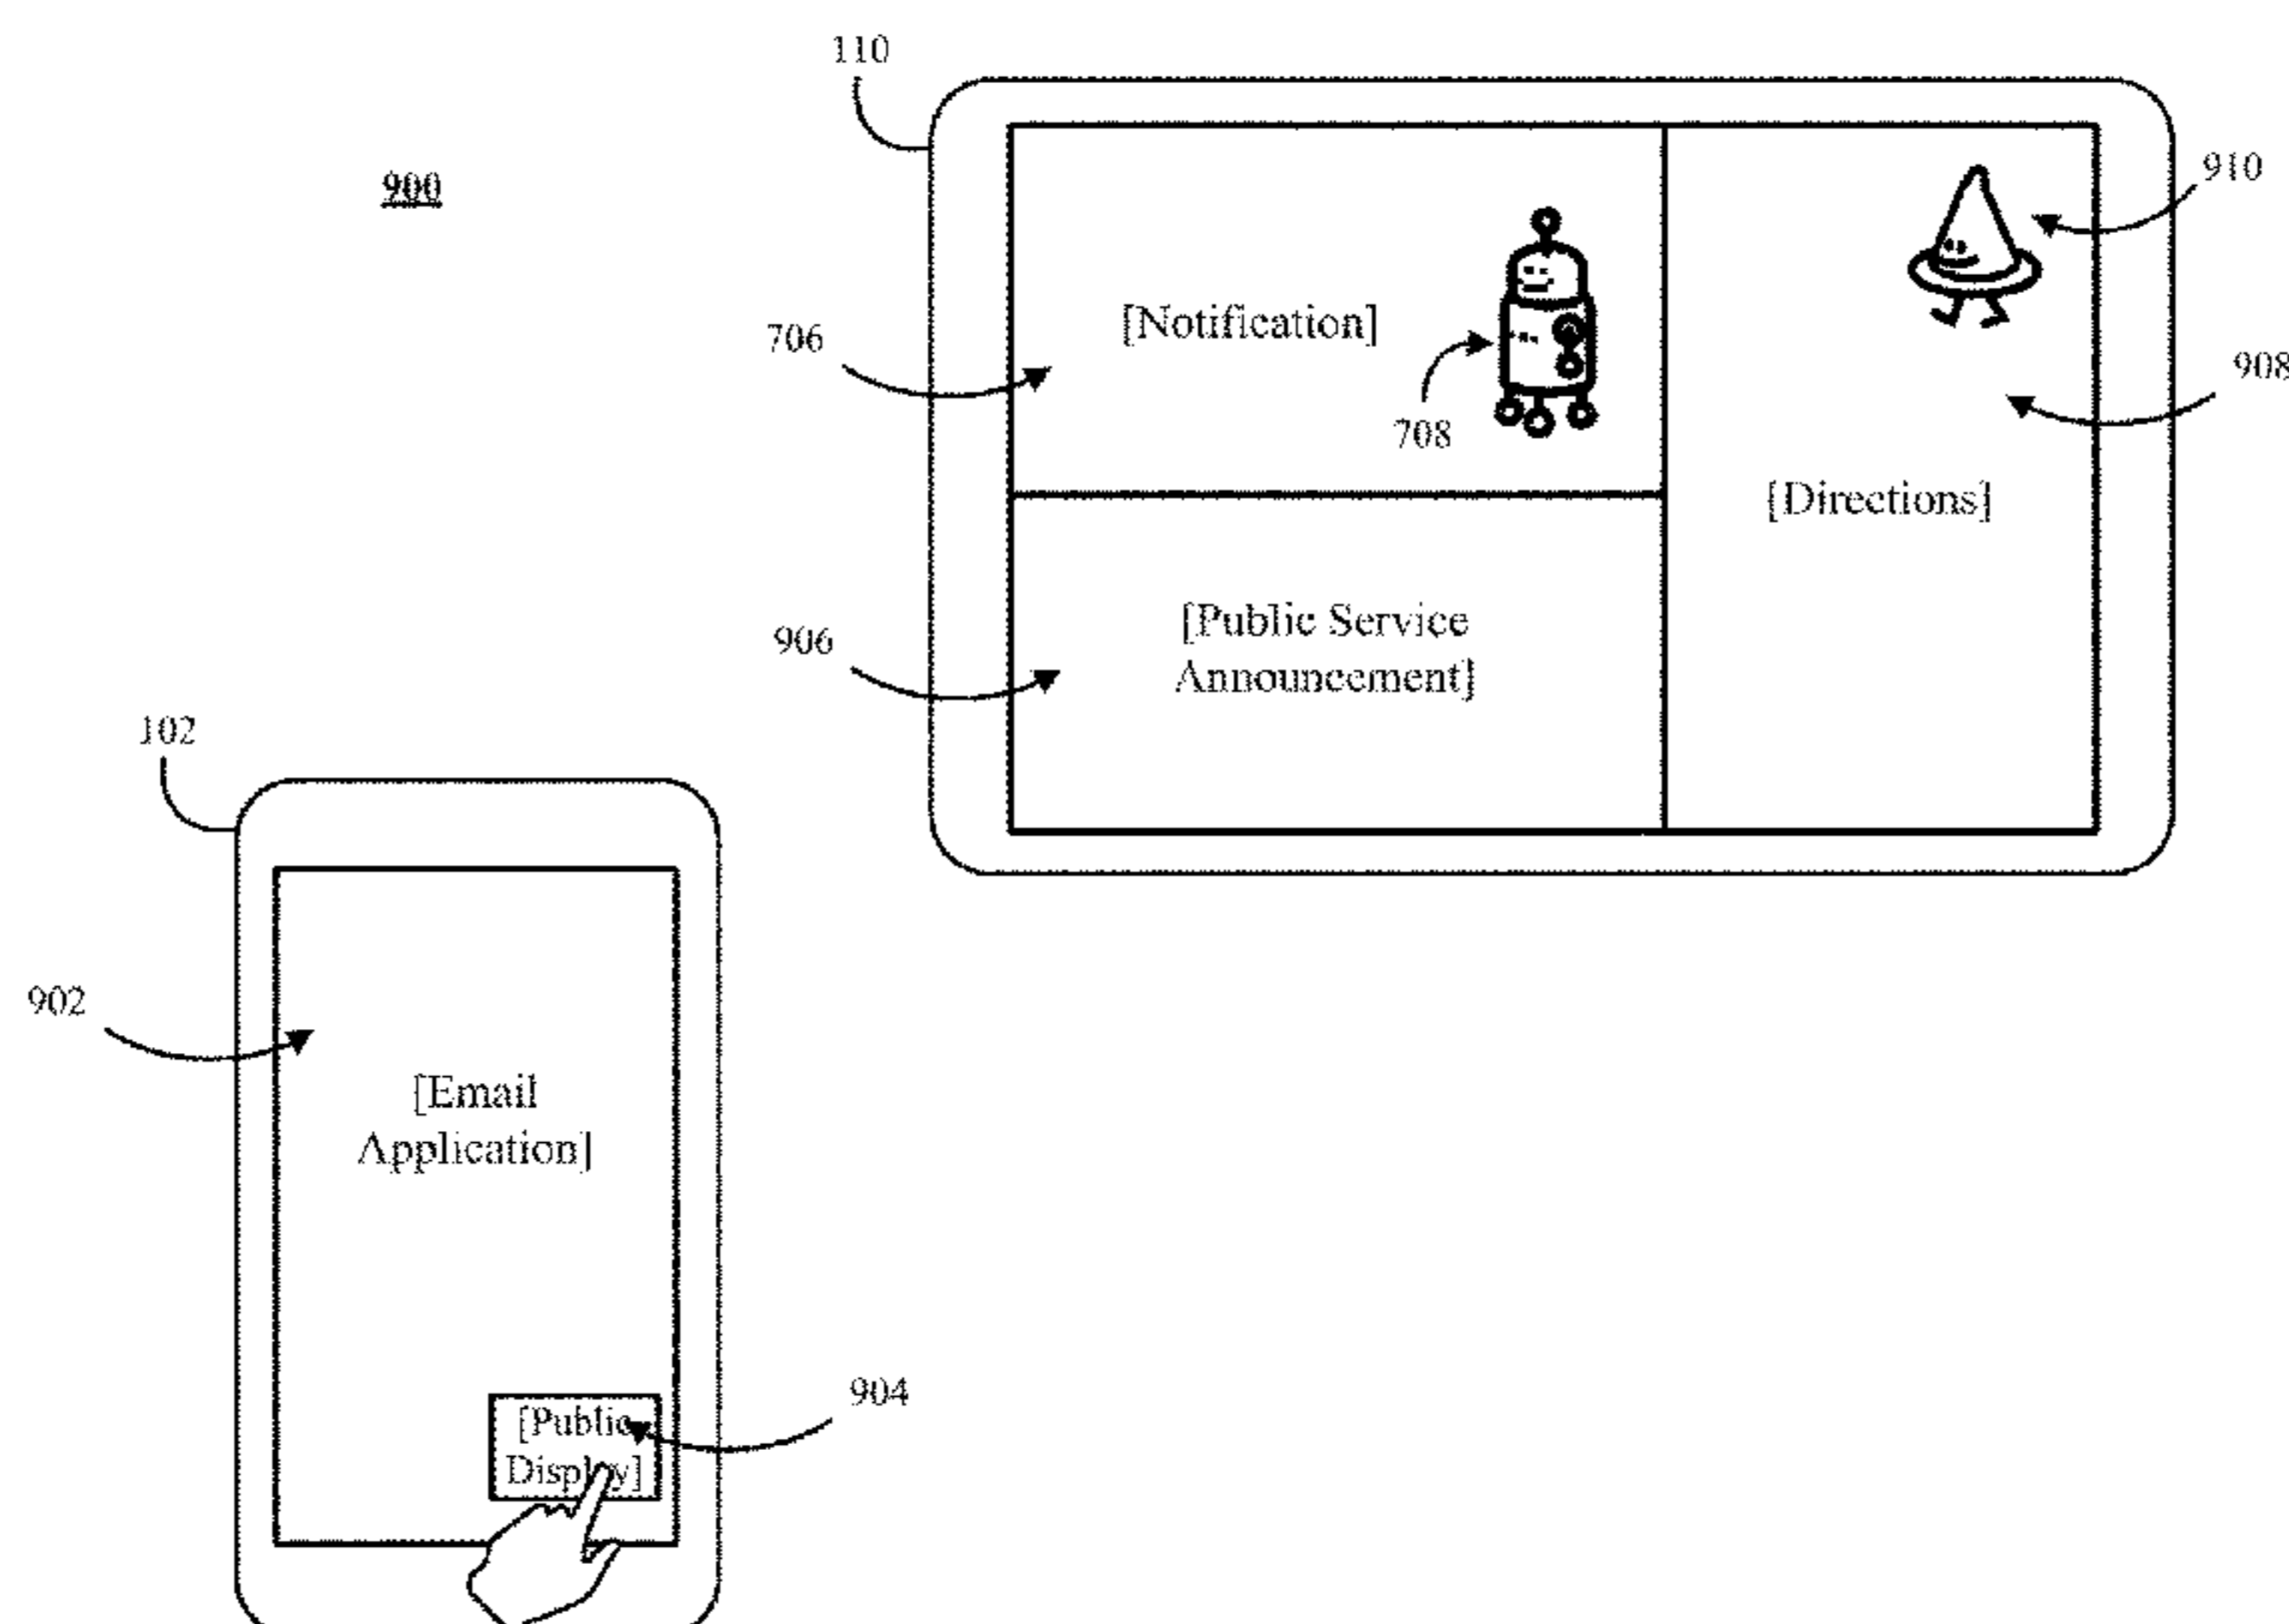 110
900
910
[Notification]
706
908
708
[Directions]
[Public Service
Announcement]
906
102
902
[Email
Application]
904
[Public
Display]